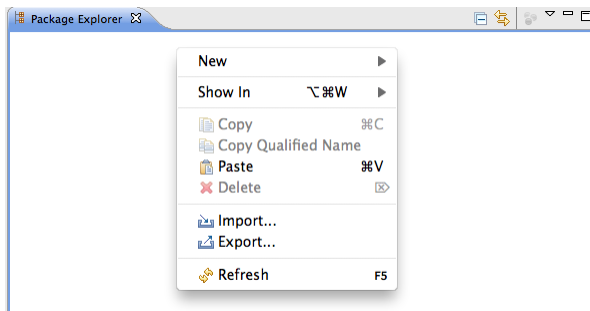 Package Explorer
New
Show In ⌥⌘W
Copy ⌘C
Copy Qualified Name
Paste ⌘V
Delete ⌦
Import...
Export...
Refresh F5